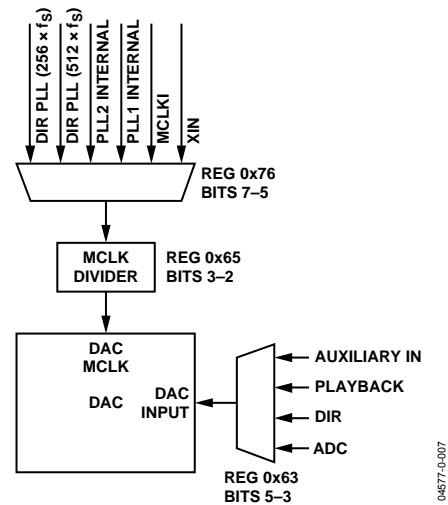 DIR PLL (256 × fS)
DIR PLL (512 × fS)
PLL2 INTERNAL
PLL1 INTERNAL
MCLKI
XIN
REG 0x76
BITS 7–5
MCLK
DIVIDER
REG 0x65
BITS 3–2
DAC
MCLK
DAC
DAC
INPUT
AUXILIARY IN
PLAYBACK
DIR
ADC
REG 0x63
BITS 5–3
04577-0-007